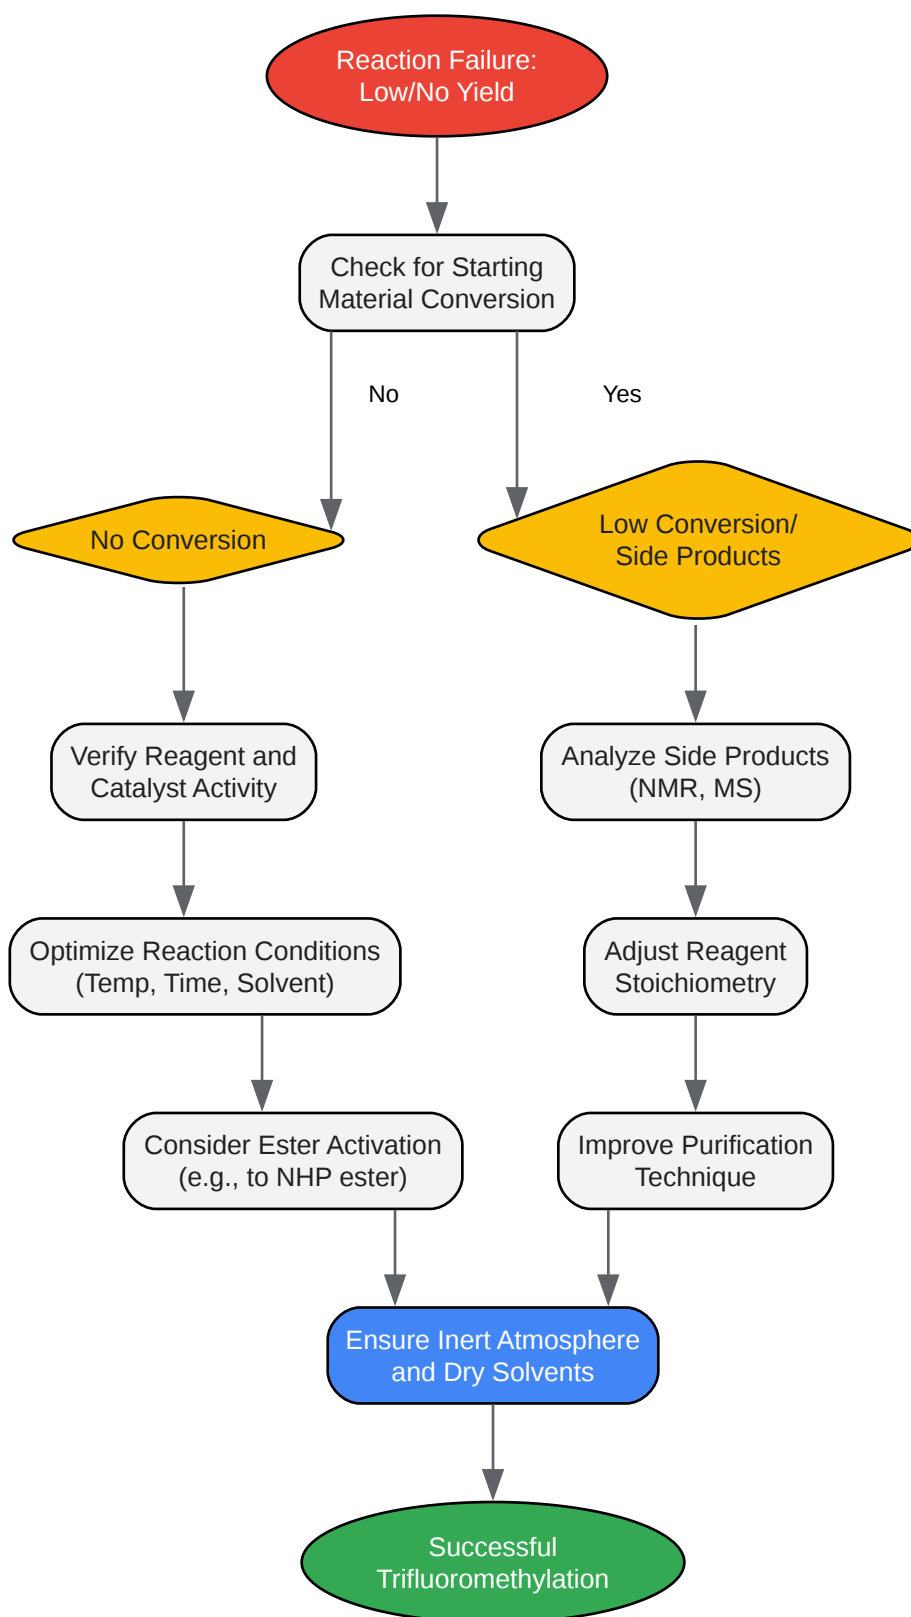 Reaction Failure:
Low/No Yield
Check for Starting
Material Conversion
No
Yes
No Conversion
Low Conversion/
Side Products
Verify Reagent and
Catalyst Activity
Analyze Side Products
(NMR, MS)
Optimize Reaction Conditions
(Temp, Time, Solvent)
Adjust Reagent
Stoichiometry
Consider Ester Activation
(e.g., to NHP ester)
Improve Purification
Technique
Ensure Inert Atmosphere
and Dry Solvents
Successful
Trifluoromethylation